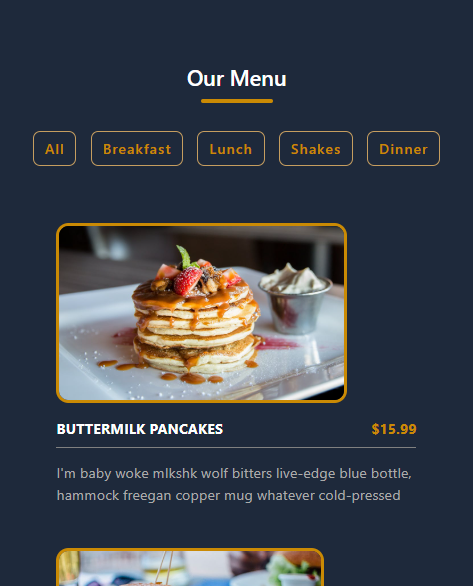 Our Menu
All Breakfast Lunch Shakes Dinner
BUTTERMILK PANCAKES $15.99
I'm baby woke mlkshk wolf bitters live-edge blue bottle,
hammock freegan copper mug whatever cold-pressed